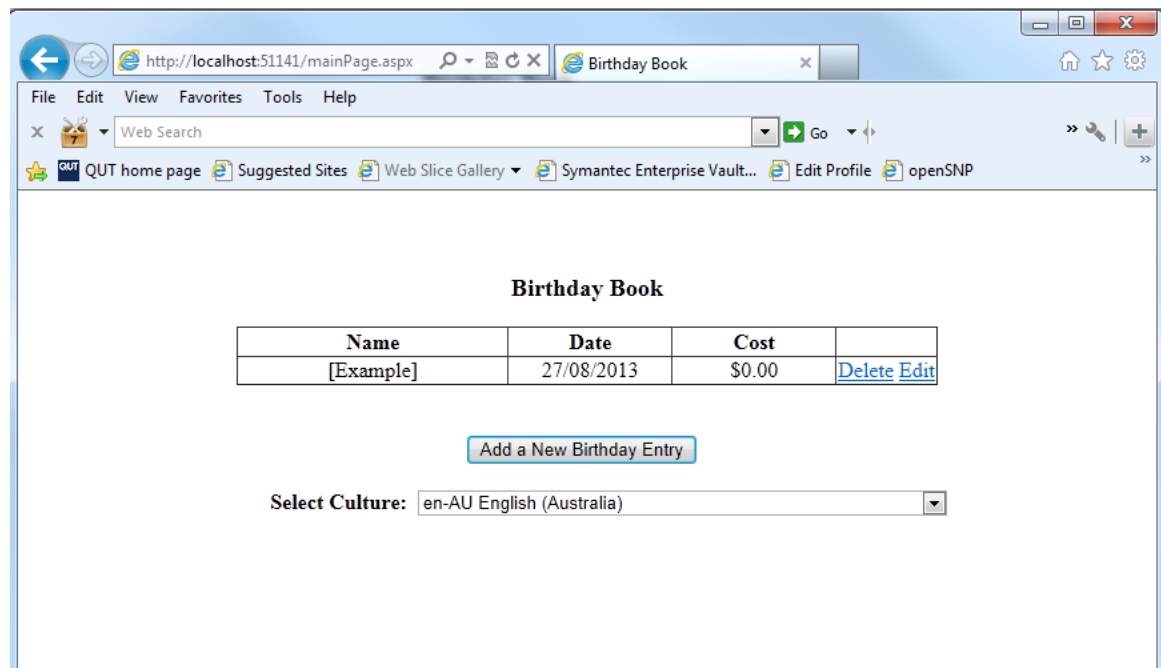 http://localhost:51141/mainPage.aspx Birthday Book
File Edit View Favorites Tools Help
Web Search Go
QUT QUT home page Suggested Sites Web Slice Gallery Symantec Enterprise Vault... Edit Profile openSNP
Birthday Book
Name Date Cost
[Example] 27/08/2013 $0.00 Delete Edit
Add a New Birthday Entry
Select Culture: en-AU English (Australia)